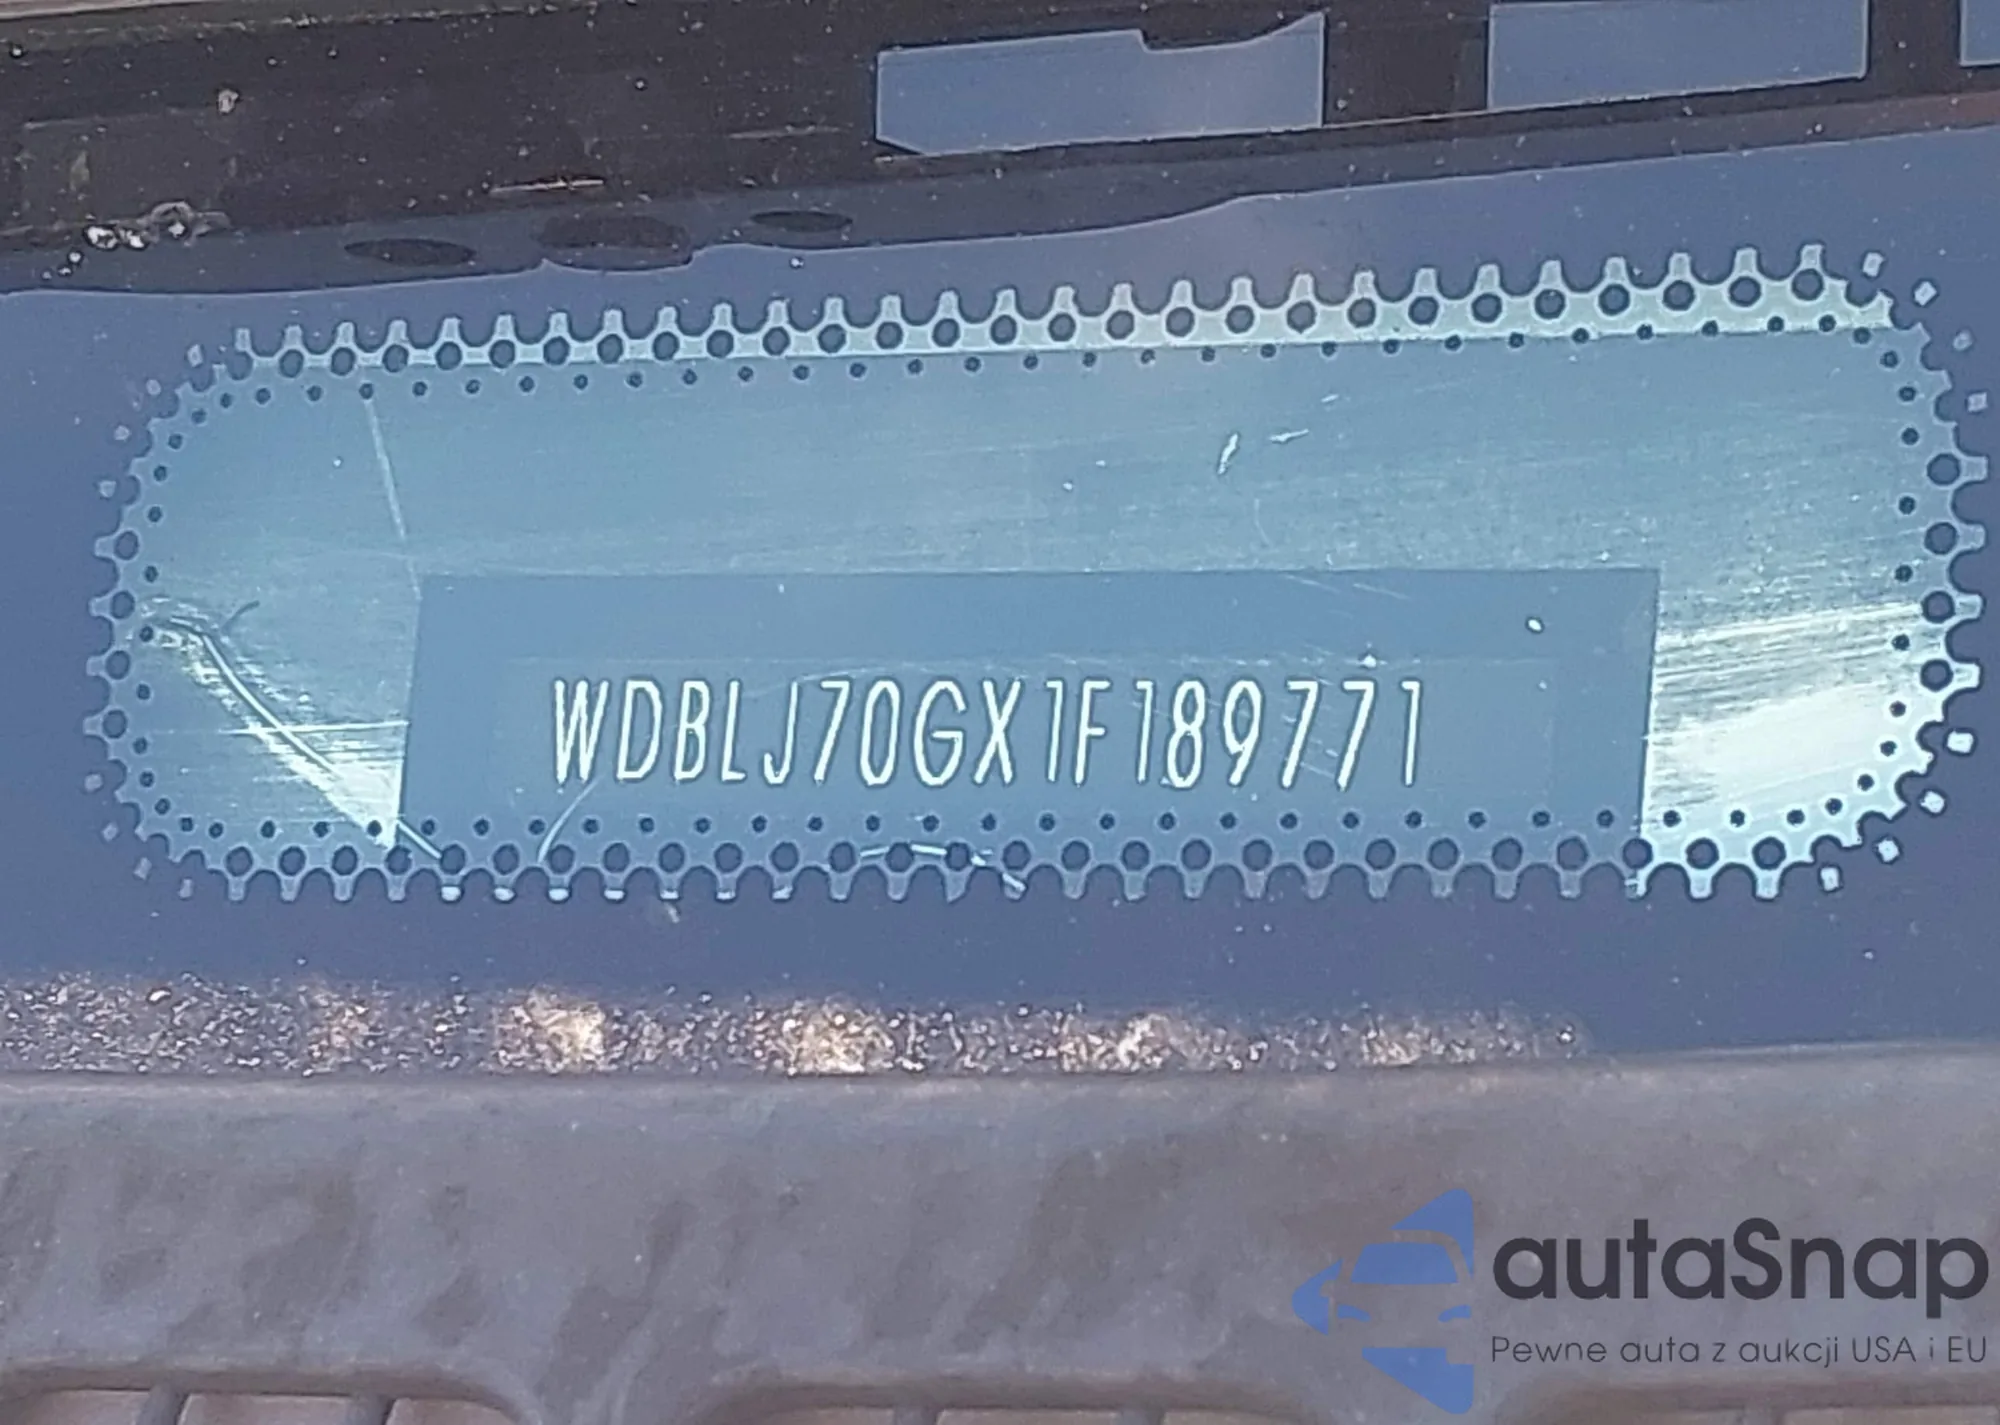 WDBLJ70GX1F189771
autaSnap
Pewne auta z aukcji USA i EU